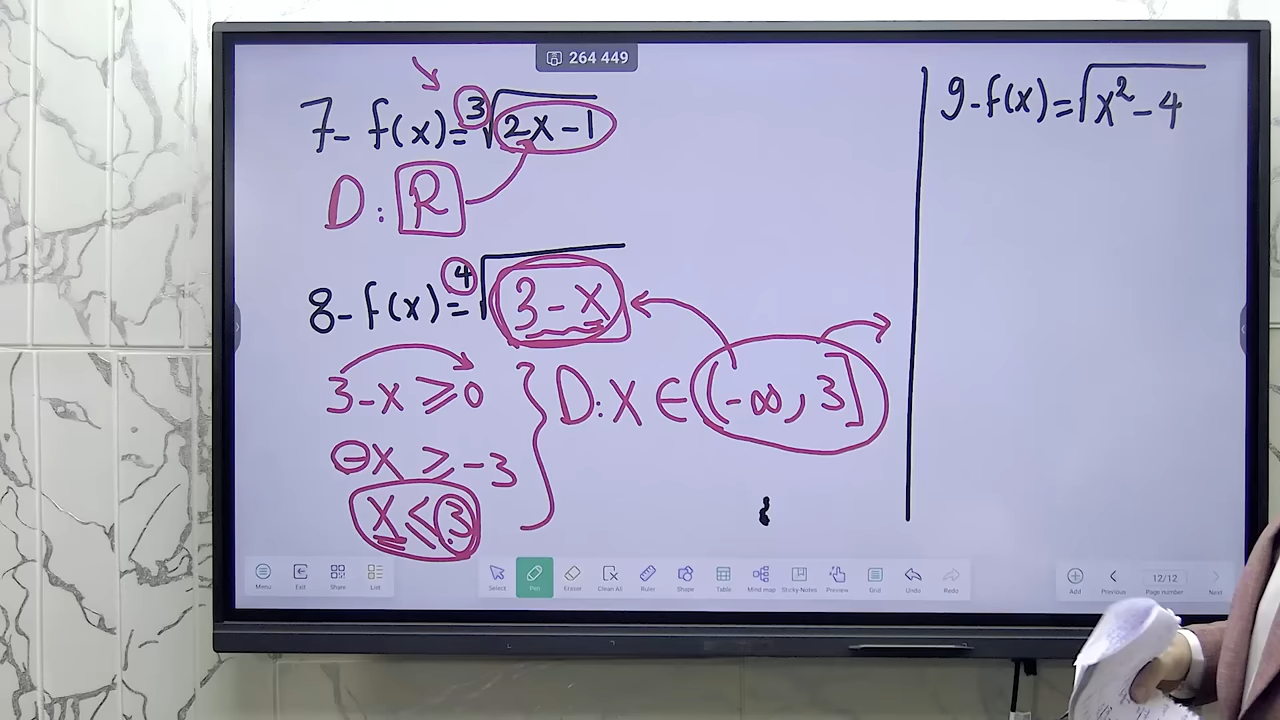 264 449
7- f(x)=∛(2x-1)
D: R
8- f(x)=∜(3-x)
3-x ≥ 0
-x ≥ -3
x ≤ 3
D: x ∈ (-∞, 3]
9- f(x)=√(x²-4)
Menu Exit Share List Select Pen Eraser Clean All Ruler Shape Table Mind map Sticky-Notes Preview Grid Undo Redo Add Previous 12/12 Page number Next